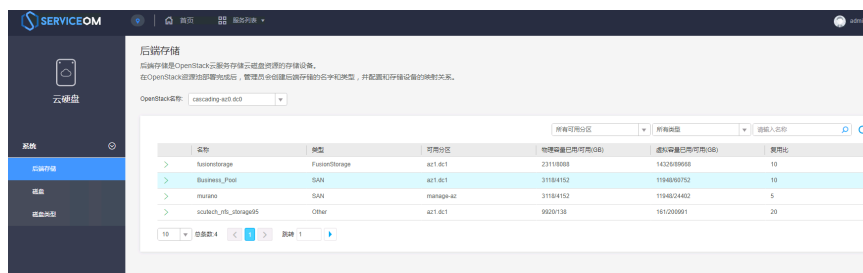 SERVICEOM
首页
服务列表
admi
云硬盘
系统
后端存储
磁盘
磁盘类型
后端存储
后端存储是OpenStack云服务存储云磁盘资源的存储设备。
在OpenStack资源池部署完成后，管理员会创建后端存储的名字和类型，并配置和存储设备的映射关系。
OpenStack名称: cascading-az0.dc0
所有可用分区 所有类型 请输入名称
名称 类型 可用分区 物理容量已用/可用(GB) 虚拟容量已用/可用(GB) 复用比
fusionstorage FusionStorage az1.dc1 2311/6088 14326/89668 10
Business_Pool SAN az1.dc1 3118/4152 11948/60752 10
murano SAN manage-az 3118/4152 11948/24402 5
scutech_nfs_storage95 Other az1.dc1 9920/138 161/200991 20
10 总条数:4 1 跳转 1